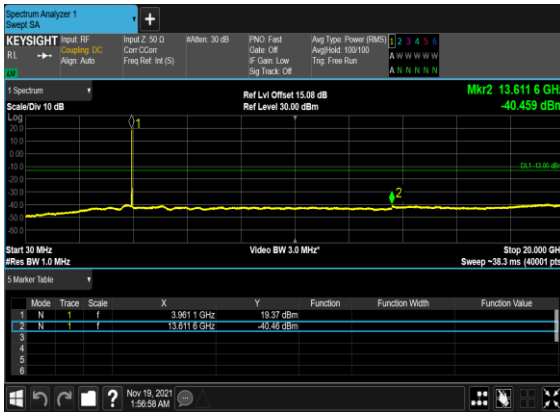 Spectrum Analyzer 1
Swept SA
+
KEYSIGHT Input: RF Input Z: 50 Ω #Atten: 30 dB PNO: Fast Avg Type: Power (RMS) 1 2 3 4 5 6
RL Coupling: DC Corr CCorr Gate: Off Avg|Hold: 100/100 A W W W W W
Align: Auto Freq Ref: Int (S) IF Gain: Low Trig: Free Run
LXI Sig Track: Off A N N N N N
1 Spectrum Ref Lvl Offset 15.08 dB Mkr2 13.611 6 GHz
Scale/Div 10 dB Ref Level 30.00 dBm -40.459 dBm
Log
20.0
10.0
0.00
-10.0
-20.0
-30.0
-40.0
-50.0
-60.0
1
DL1 -13.00 dBm
2
Start 30 MHz Video BW 3.0 MHz* Stop 20.000 GH
#Res BW 1.0 MHz Sweep ~38.3 ms (40001 pts
5 Marker Table
Mode Trace Scale X Y Function Function Width Function Value
1 N 1 f 3.961 1 GHz 19.37 dBm
2 N 1 f 13.611 6 GHz -40.46 dBm
3
4
5
6
? Nov 19, 2021
1:56:58 AM